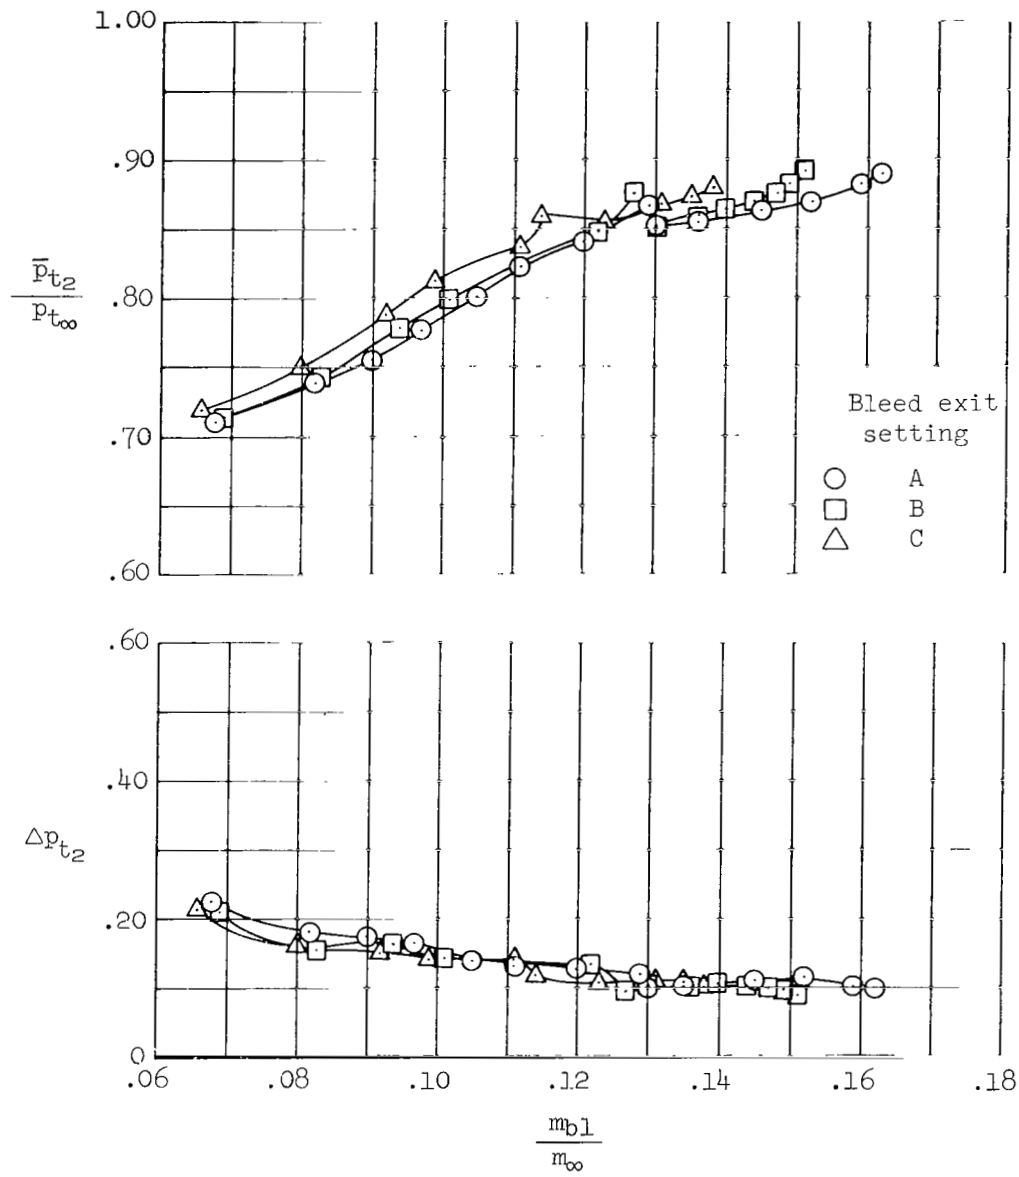 1.00
.90
p̄t2
pt∞
.80
.70
.60
Bleed exit
setting
A
B
C
.60
.40
Δpt2
.20
0
.06 .08 .10 .12 .14 .16 .18
mbl
m∞